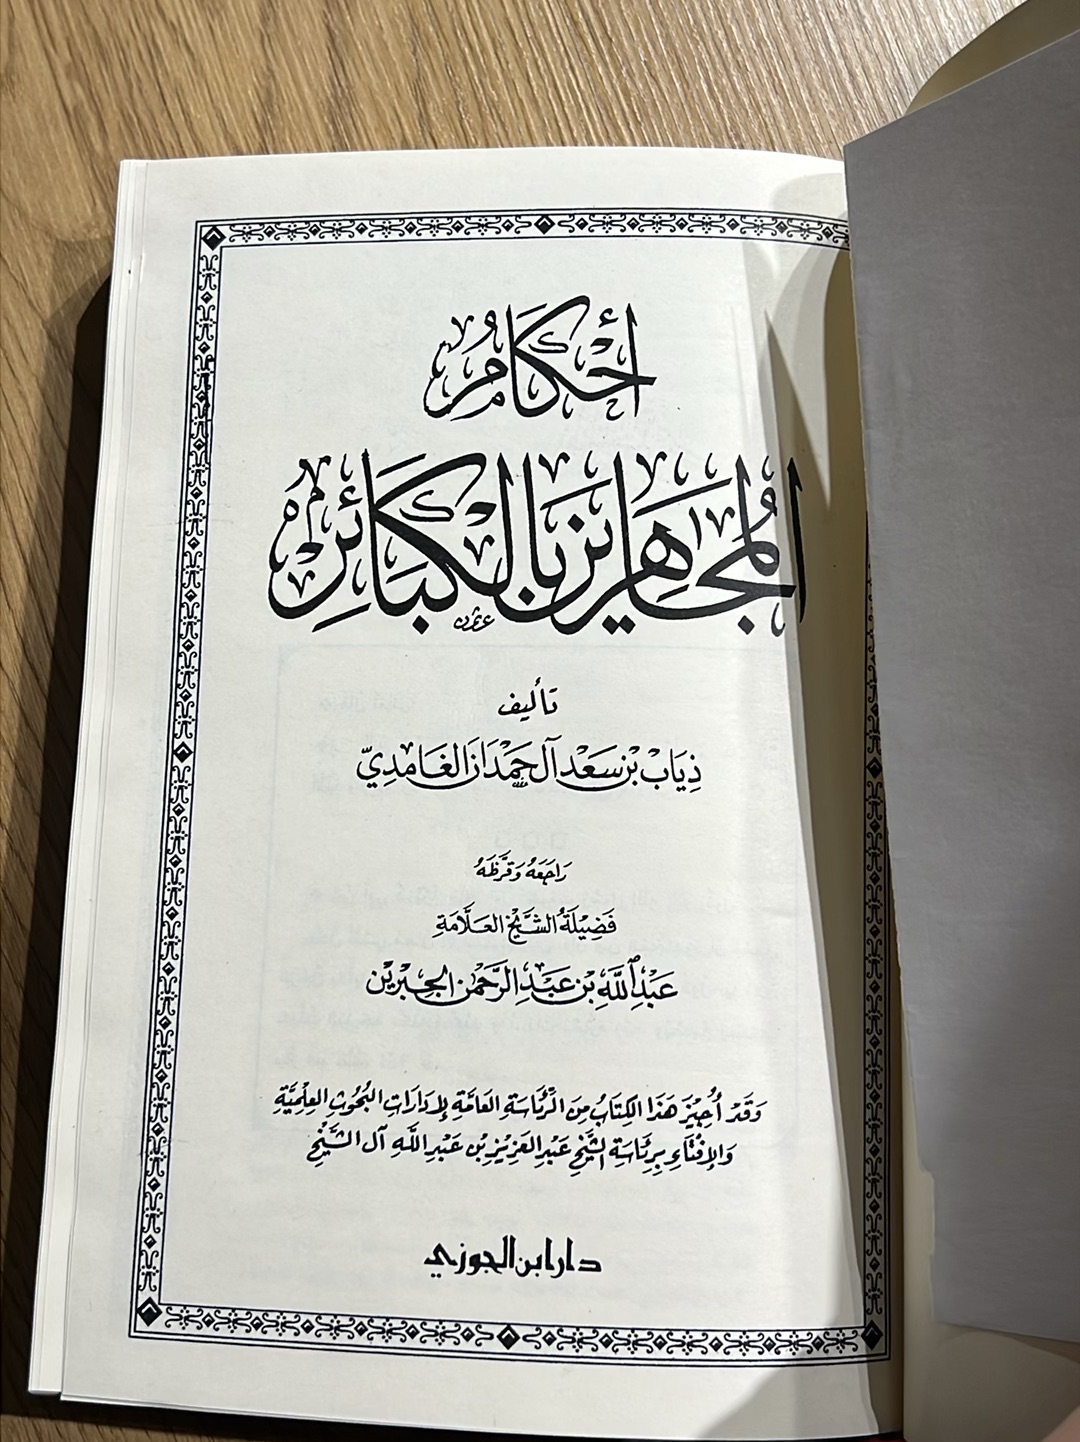 أحكام
المجاهرين بالكبائر
تأليف
ذياب بن سعد آل حمدان الغامدي
راجعه وقرظه
فضيلة الشيخ العلامة
عبد الله بن عبد الرحمن الجبرين
وقد أجيز هذا الكتاب من الرئاسة العامة لإدارات البحوث العلمية
والإفتاء برئاسة الشيخ عبد العزيز بن عبد الله آل الشيخ
دار ابن الجوزي